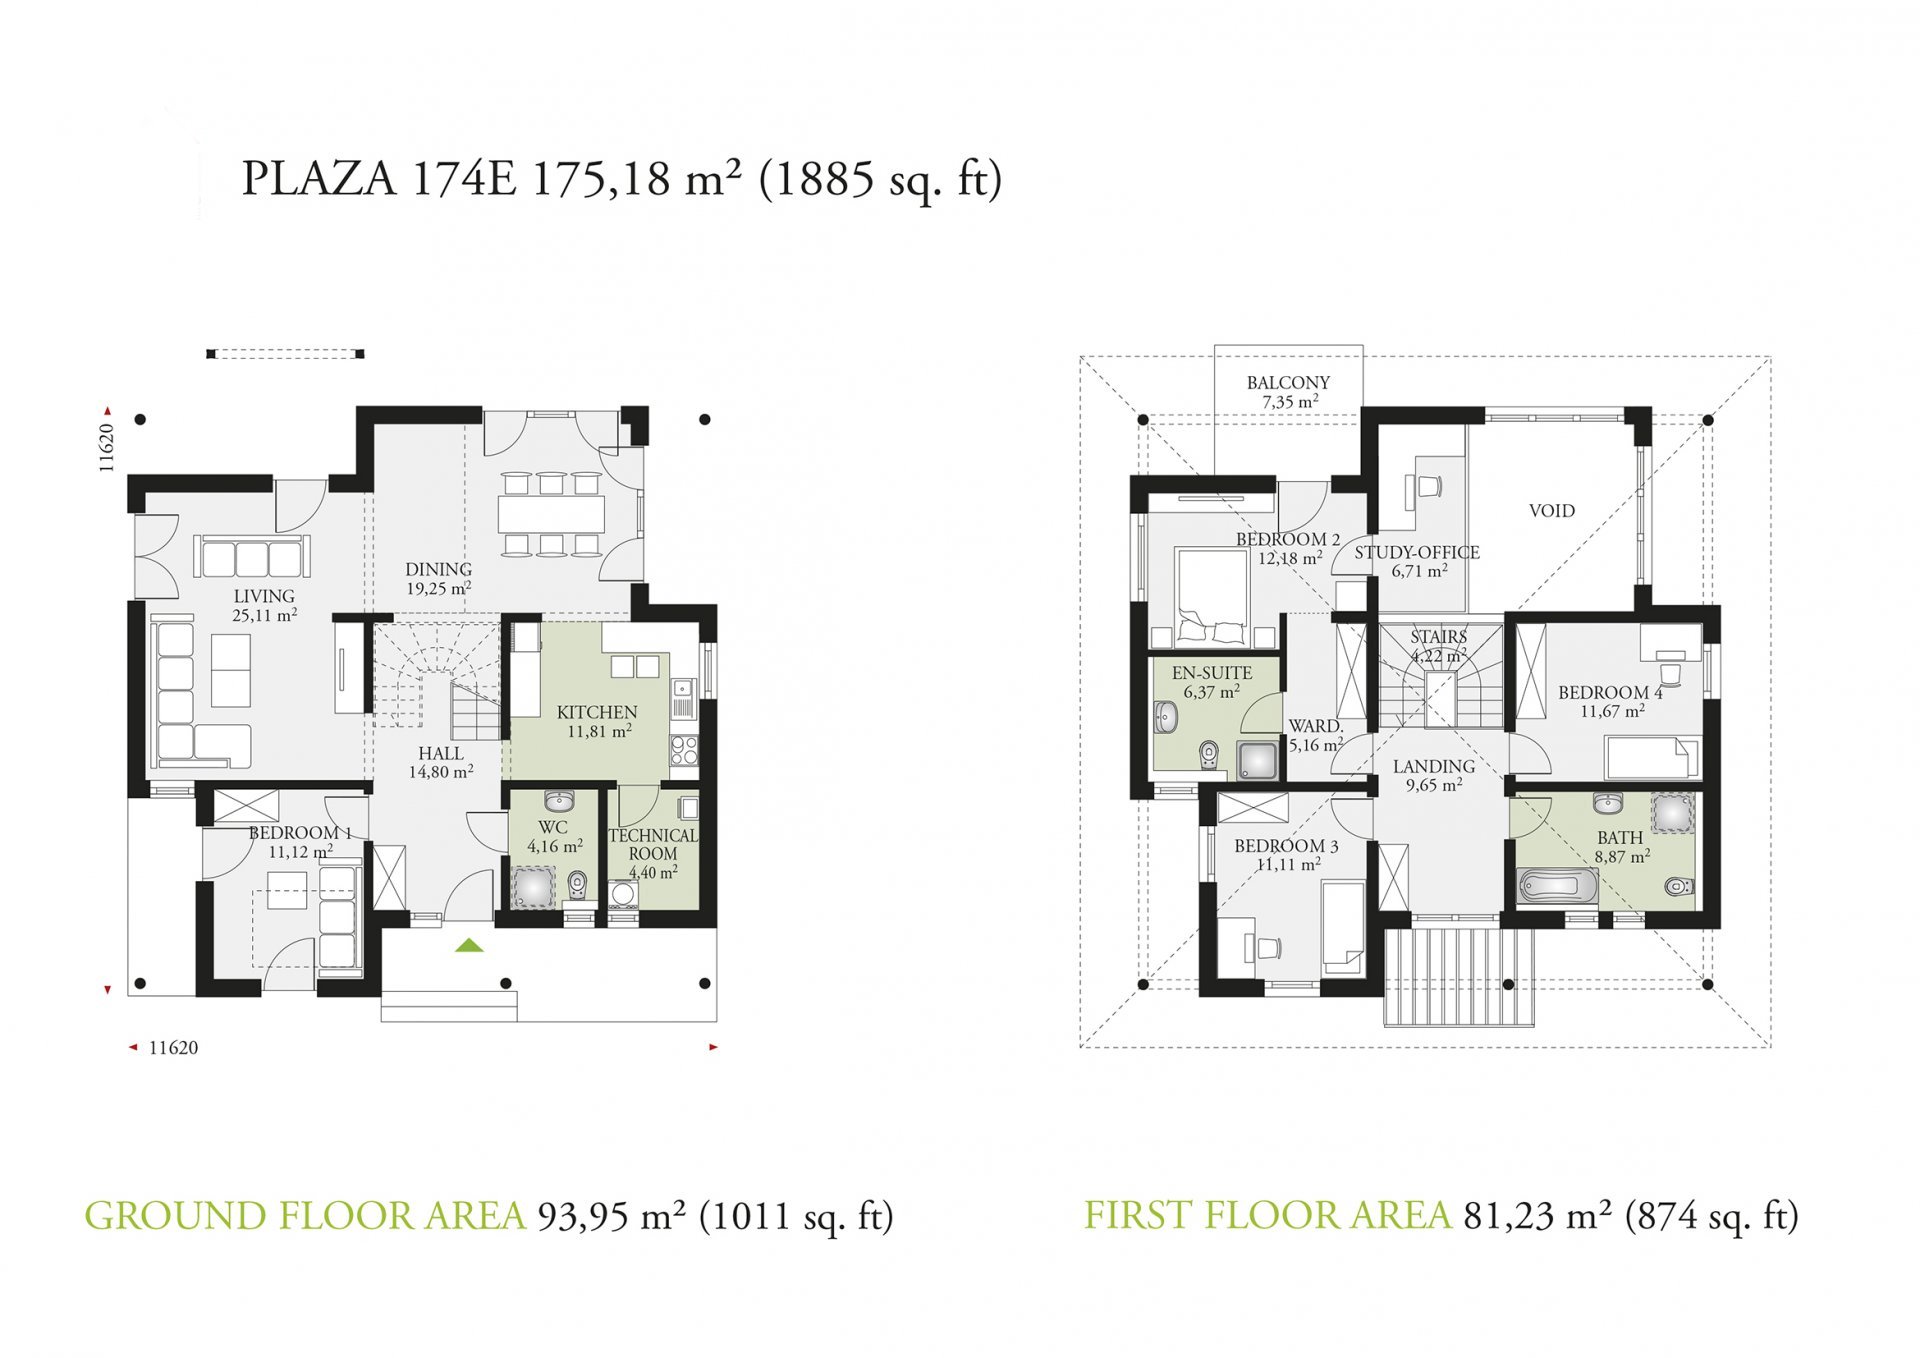 PLAZA 174E 175,18 m² (1885 sq. ft)
11620
DINING
19,25 m²
LIVING
25,11 m²
KITCHEN
11,81 m²
HALL
14,80 m²
BEDROOM 1
11,12 m²
WC
4,16 m²
TECHNICAL
ROOM
4,40 m²
11620
GROUND FLOOR AREA 93,95 m² (1011 sq. ft)
BALCONY
7,35 m²
VOID
BEDROOM 2
12,18 m²
STUDY-OFFICE
6,71 m²
STAIRS
4,22 m²
EN-SUITE
6,37 m²
BEDROOM 4
11,67 m²
WARD.
5,16 m²
LANDING
9,65 m²
BEDROOM 3
11,11 m²
BATH
8,87 m²
FIRST FLOOR AREA 81,23 m² (874 sq. ft)